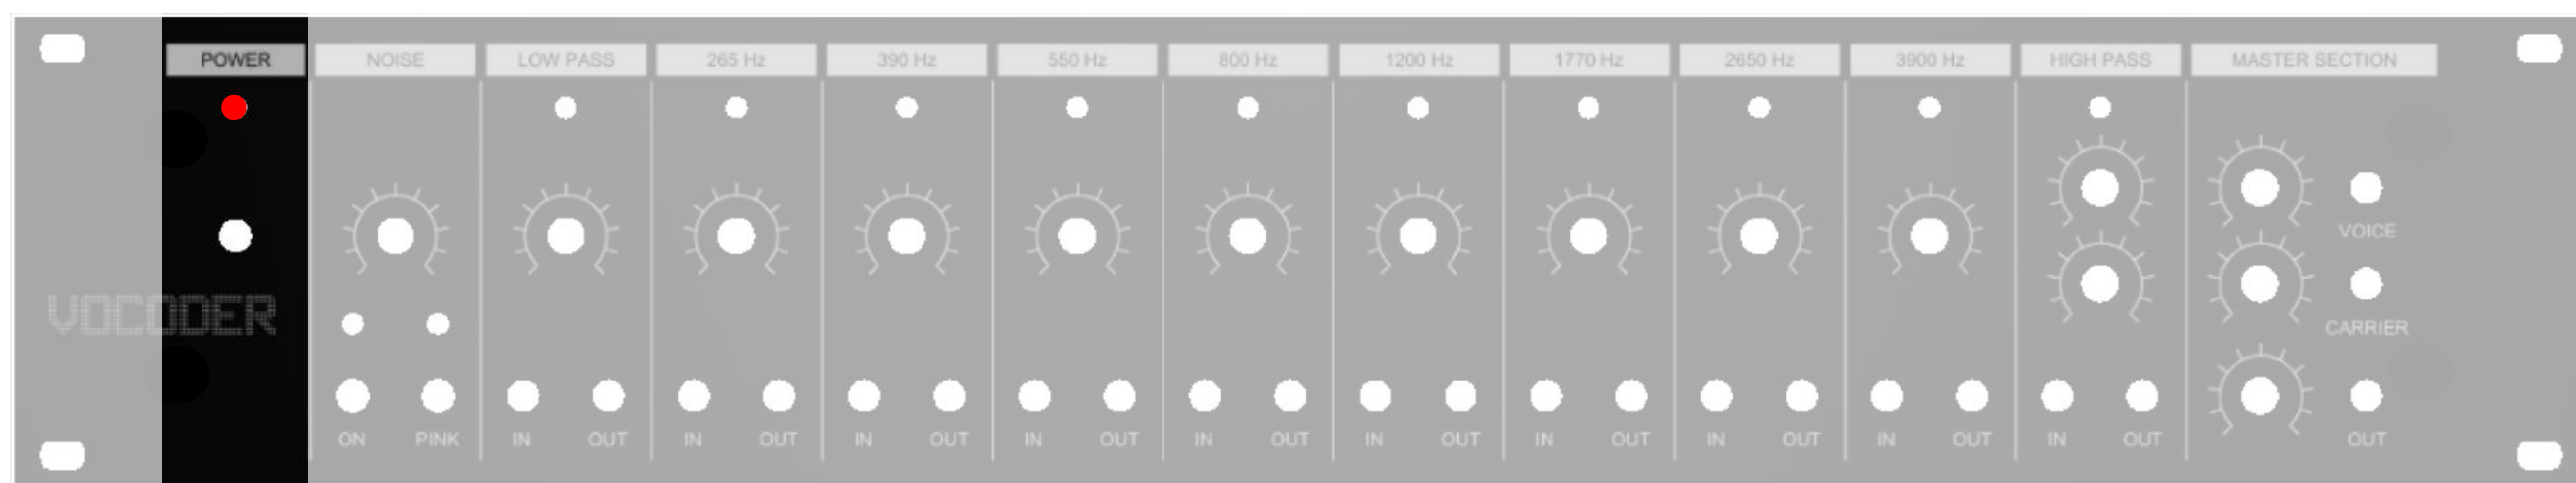 POWER NOISE LOW PASS 265 Hz 390 Hz 550 Hz 800 Hz 1200 Hz 1770 Hz 2650 Hz 3900 Hz HIGH PASS MASTER SECTION
VOICE
VOCODER
CARRIER
ON PINK IN OUT IN OUT IN OUT IN OUT IN OUT IN OUT IN OUT IN OUT IN OUT IN OUT OUT